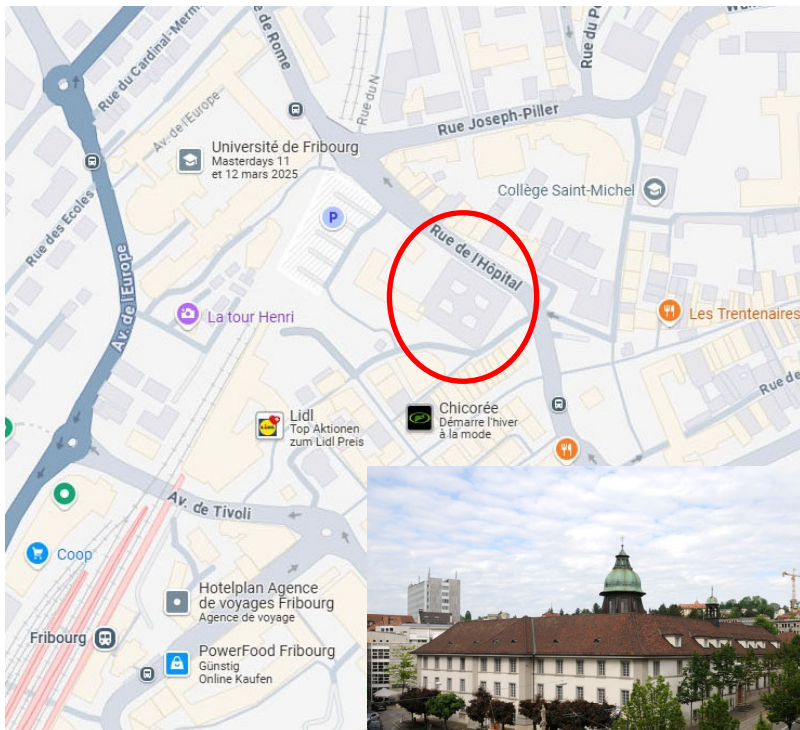 Rue du Cardinal-Merm
e de Rome
Rue du N
Rue du Po
Av. de l'Europe
Rue Joseph-Piller
Université de Fribourg
Masterdays 11
et 12 mars 2025
Collège Saint-Michel
Rue des Ecoles
P
Rue de l'Hôpital
Av. de l'Europe
La tour Henri
Les Trentenaires
Rue de
Lidl
Top Aktionen
zum Lidl Preis
Chicorée
Démarre l'hiver
à la mode
Av. de Tivoli
Coop
Hotelplan Agence
de voyages Fribourg
Agence de voyage
Fribourg
PowerFood Fribourg
Günstig
Online Kaufen